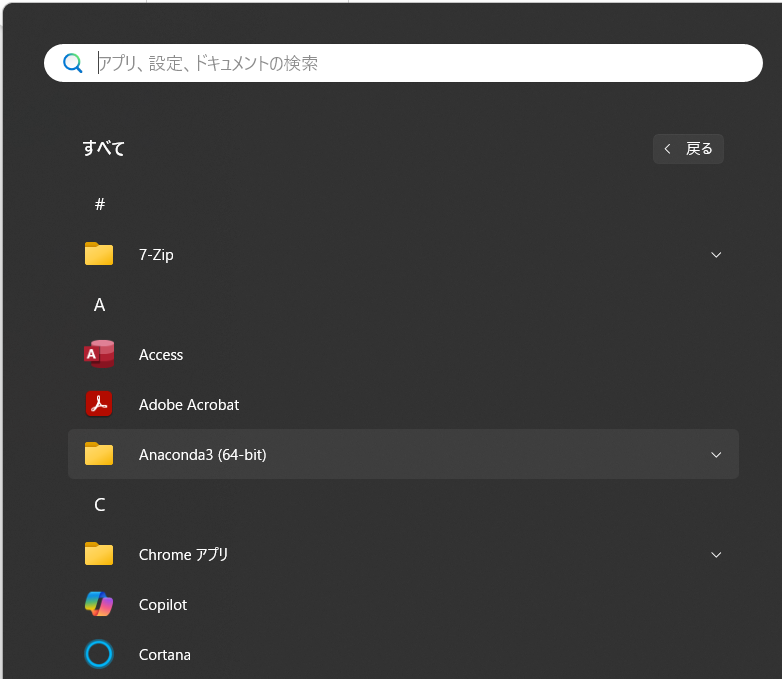 アプリ、設定、ドキュメントの検索
すべて
戻る
#
7-Zip
A
Access
Adobe Acrobat
Anaconda3 (64-bit)
C
Chrome アプリ
Copilot
Cortana